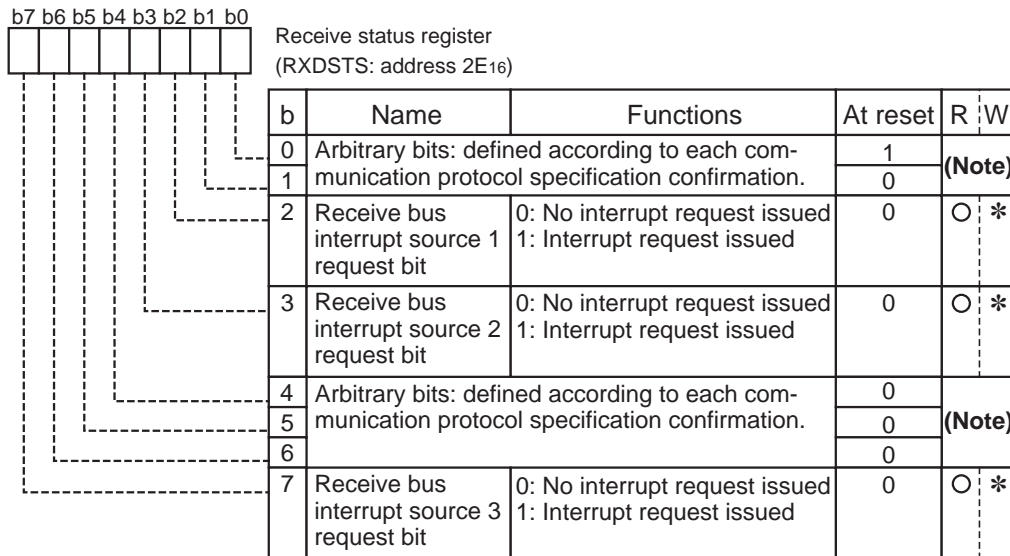 b7 b6 b5 b4 b3 b2 b1 b0
Receive status register
(RXDSTS: address 2E16)
b Name Functions At reset R W
0 Arbitrary bits: defined according to each com- 1 (Note)
1 munication protocol specification confirmation. 0
2 Receive bus 0: No interrupt request issued 0 O *
interrupt source 1 1: Interrupt request issued
request bit
3 Receive bus 0: No interrupt request issued 0 O *
interrupt source 2 1: Interrupt request issued
request bit
4 Arbitrary bits: defined according to each com- 0
5 munication protocol specification confirmation. 0 (Note)
6 0
7 Receive bus 0: No interrupt request issued 0 O *
interrupt source 3 1: Interrupt request issued
request bit